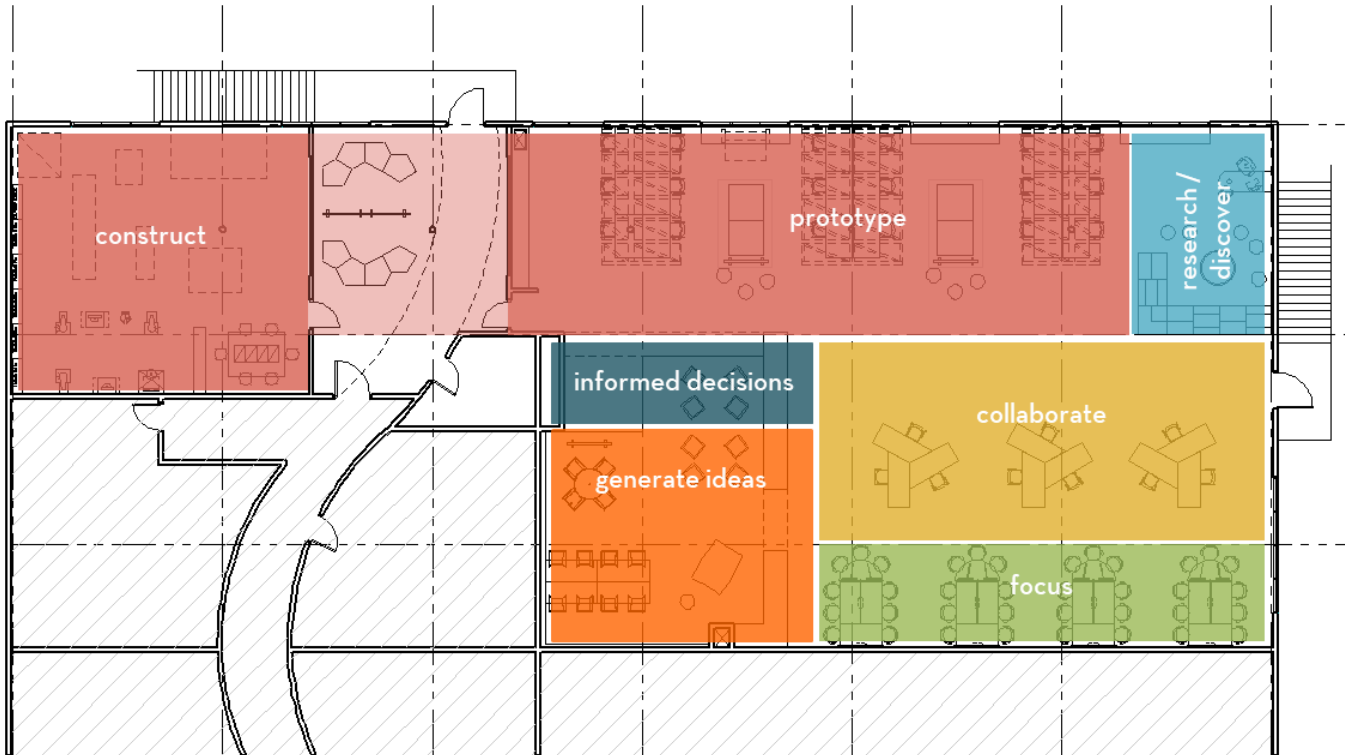 construct
prototype
research /
discover
informed decisions
collaborate
generate ideas
focus